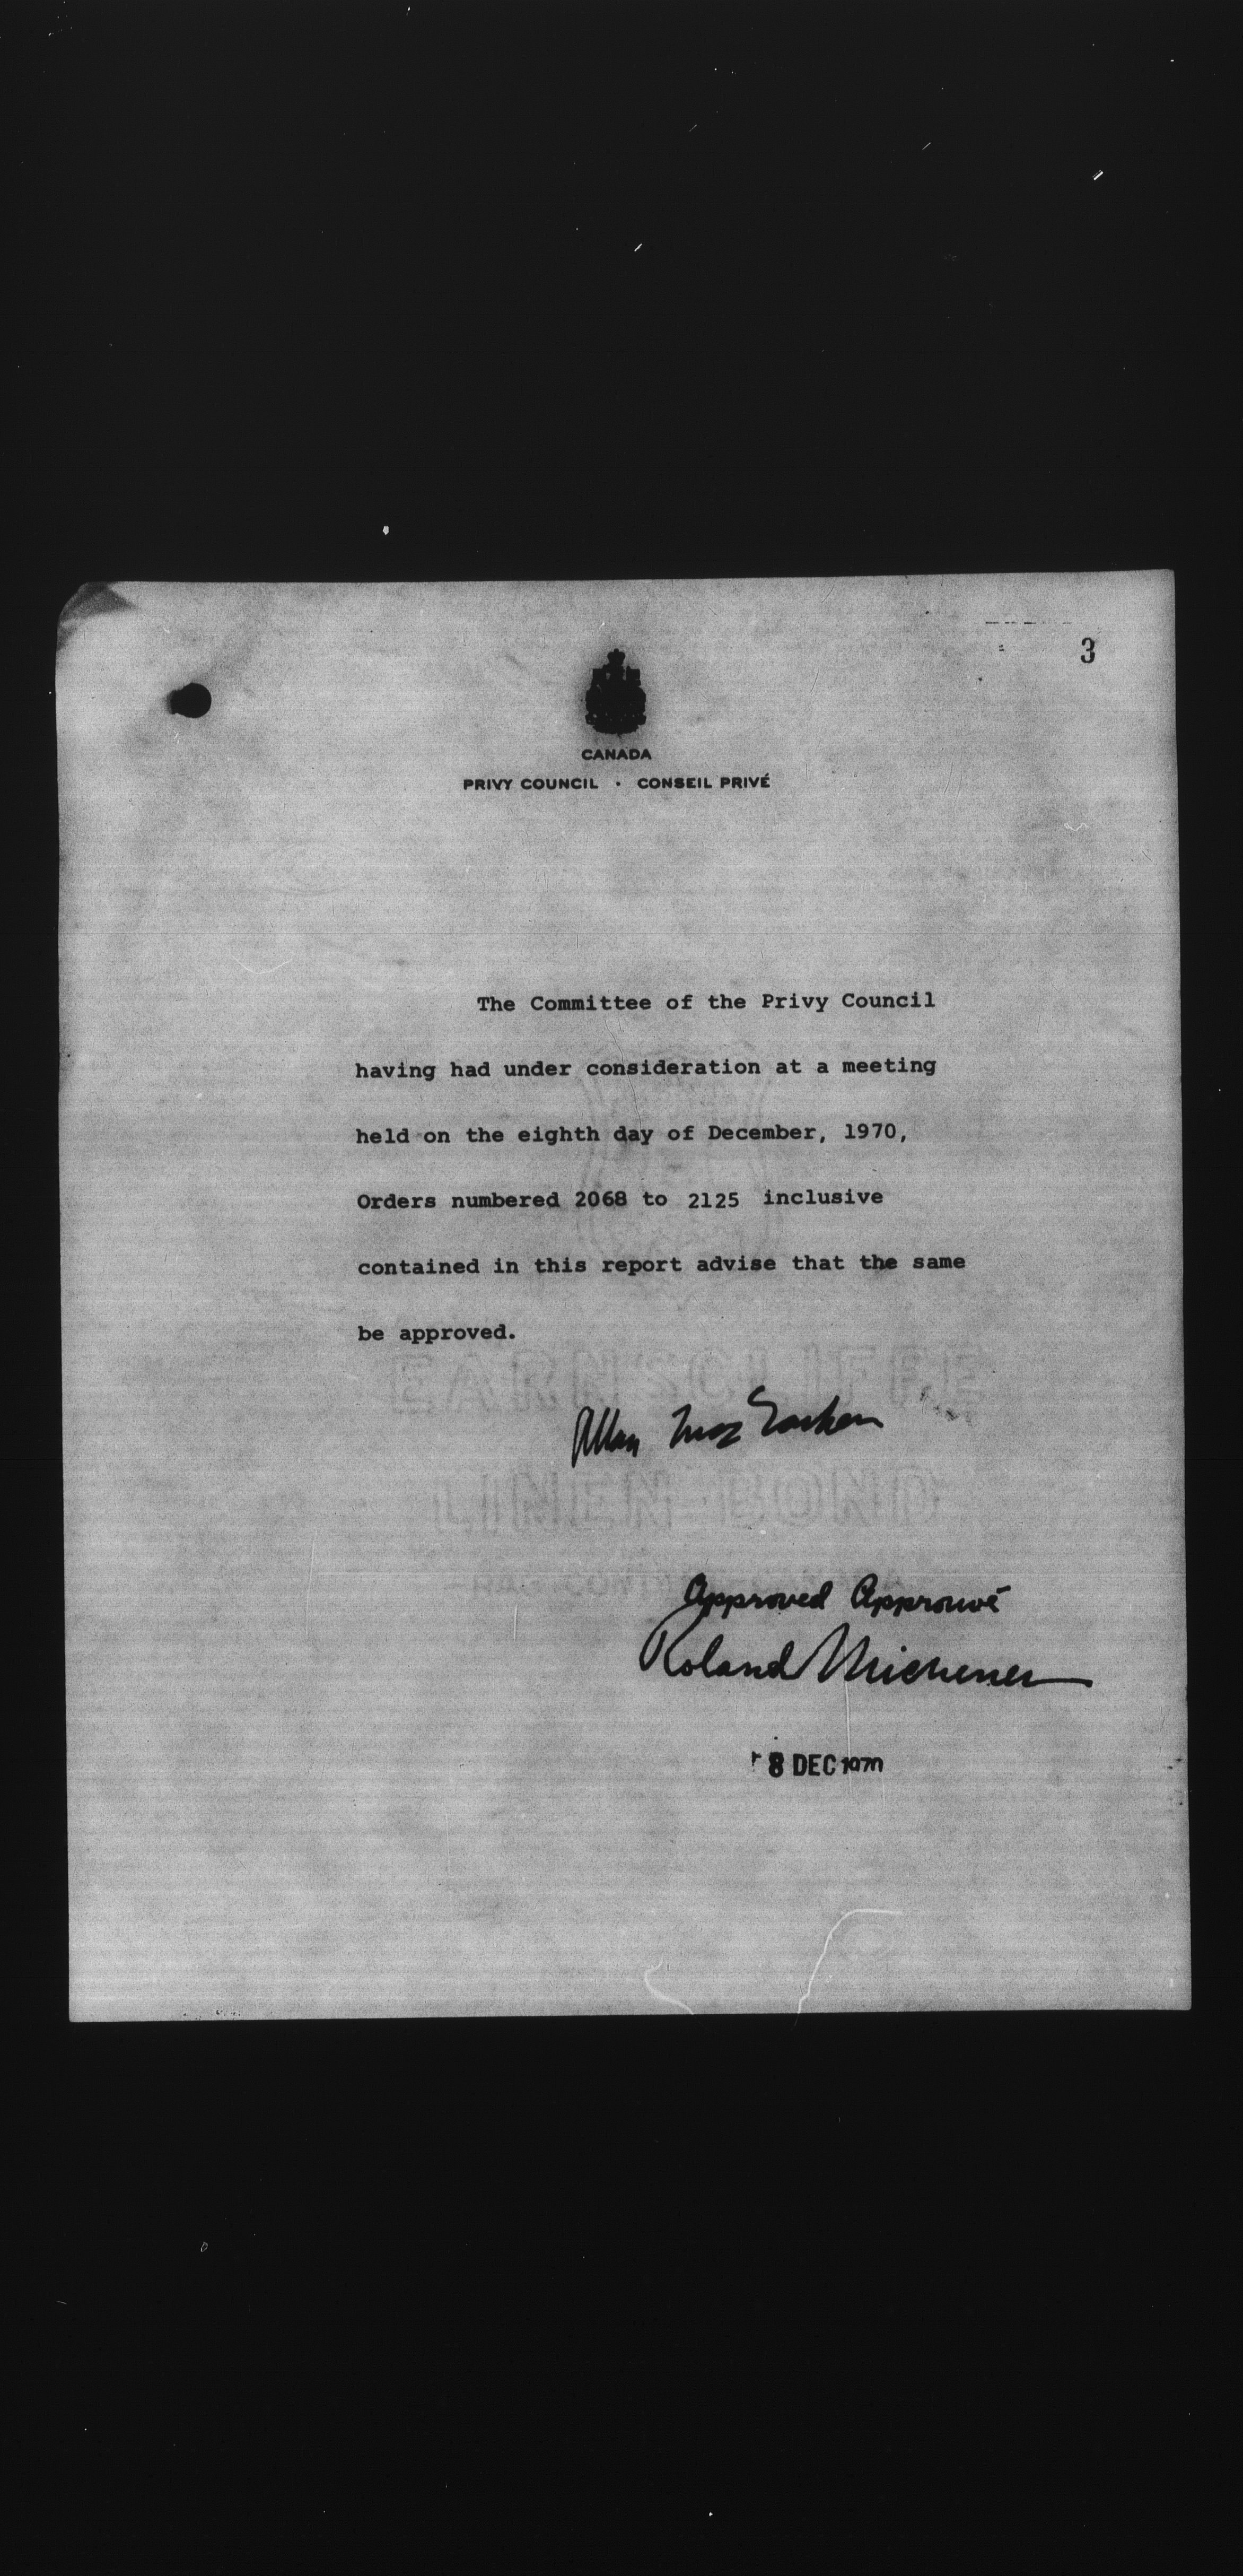 3
CANADA
PRIVY COUNCIL · CONSEIL PRIVÉ
The Committee of the Privy Council
having had under consideration at a meeting
held on the eighth day of December, 1970,
Orders numbered 2068 to 2125 inclusive
contained in this report advise that the same
be approved.
EARNSCLIFFE
Allan MacEachen
LINEN BOND
RAG CONTENT
Approved Approuvé
Roland Michener
8 DEC 1970